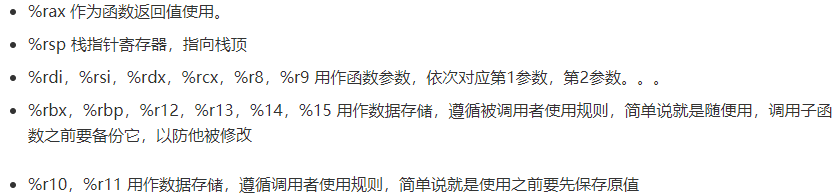 %rax 作为函数返回值使用。
%rsp 栈指针寄存器，指向栈顶
%rdi，%rsi，%rdx，%rcx，%r8，%r9 用作函数参数，依次对应第1参数，第2参数。。。
%rbx，%rbp，%r12，%r13，%14，%15 用作数据存储，遵循被调用者使用规则，简单说就是随便用，调用子函
数之前要备份它，以防他被修改
%r10，%r11 用作数据存储，遵循调用者使用规则，简单说就是使用之前要先保存原值